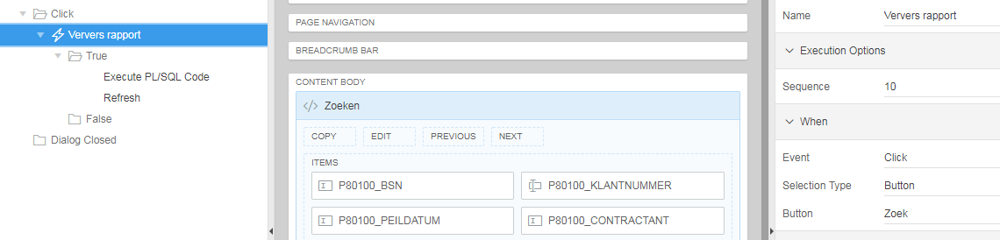 Click
Ververs rapport
True
Execute PL/SQL Code
Refresh
False
Dialog Closed
PAGE NAVIGATION
BREADCRUMB BAR
CONTENT BODY
Zoeken
COPY EDIT PREVIOUS NEXT
ITEMS
P80100_BSN P80100_KLANTNUMMER
P80100_PEILDATUM P80100_CONTRACTANT
Name Ververs rapport
Execution Options
Sequence 10
When
Event Click
Selection Type Button
Button Zoek